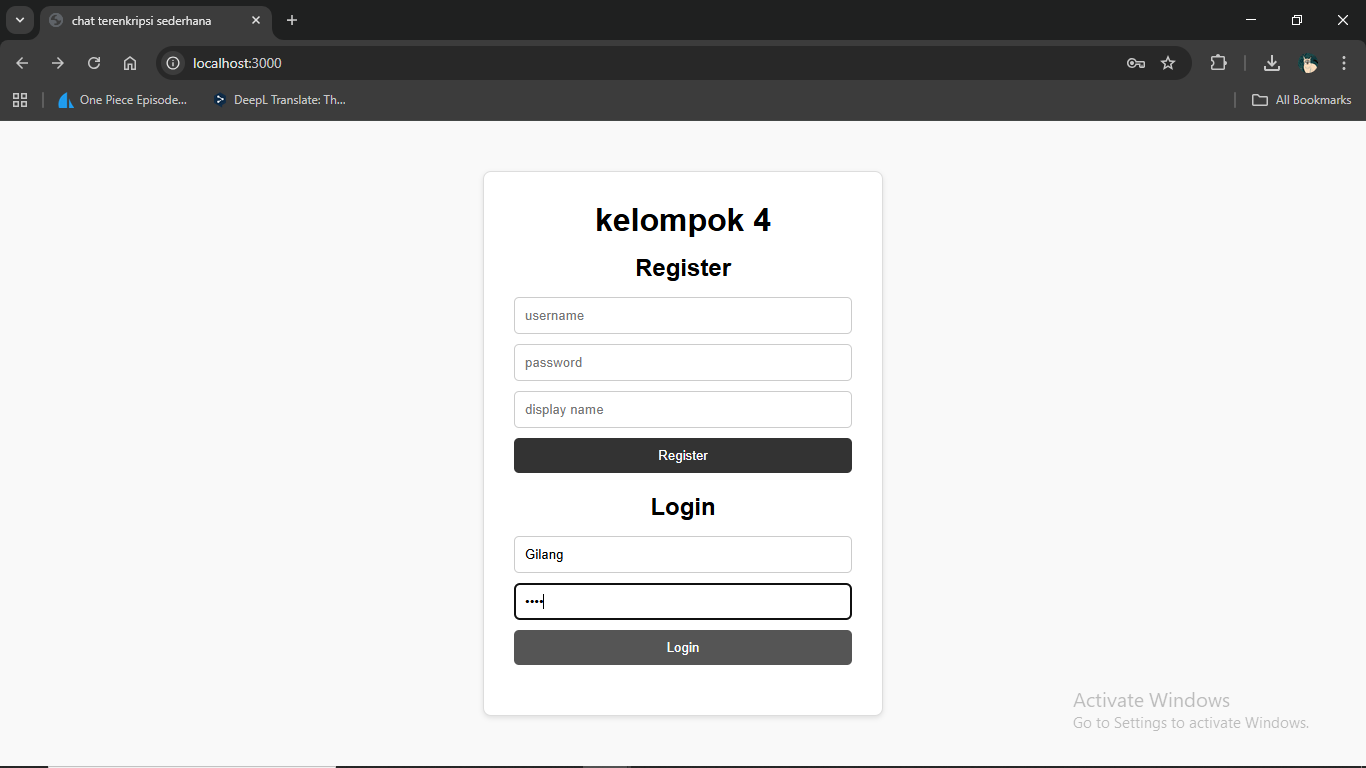 chat terenkripsi sederhana
localhost:3000
One Piece Episode...
DeepL Translate: Th...
All Bookmarks
kelompok 4
Register
username
password
display name
Register
Login
Gilang
••••
Login
Activate Windows
Go to Settings to activate Windows.